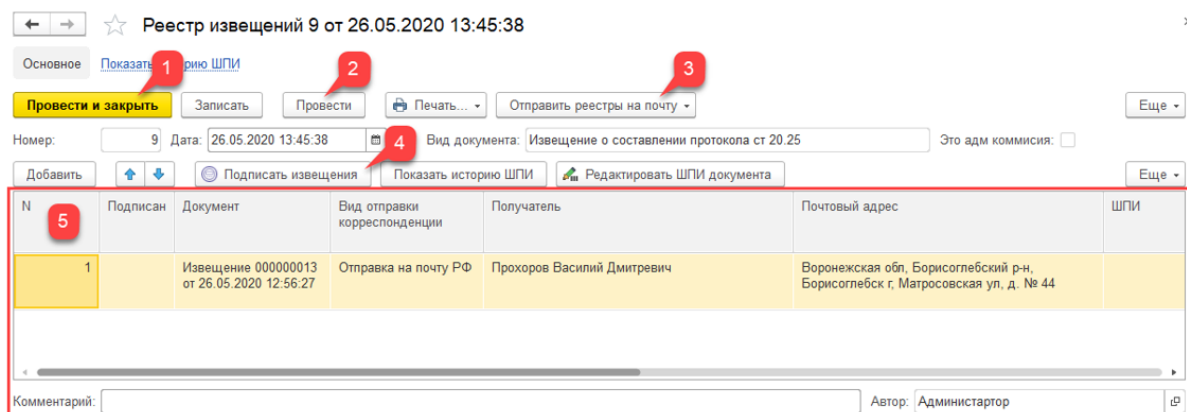 Реестр извещений 9 от 26.05.2020 13:45:38
Основное Показать рию ШПИ
1 2 3
Провести и закрыть Записать Провести Печать... Отправить реестры на почту Еще
Номер: 9 Дата: 26.05.2020 13:45:38 4 Вид документа: Извещение о составлении протокола ст 20.25 Это адм коммисия:
Добавить Подписать извещения Показать историю ШПИ Редактировать ШПИ документа Еще
N Подписан Документ Вид отправки Получатель Почтовый адрес ШПИ
5 корреспонденции
1 Извещение 000000013 Отправка на почту РФ Прохоров Василий Дмитревич Воронежская обл, Борисоглебский р-н,
от 26.05.2020 12:56:27 Борисоглебск г, Матросовская ул, д. № 44
Комментарий: Автор: Администартор